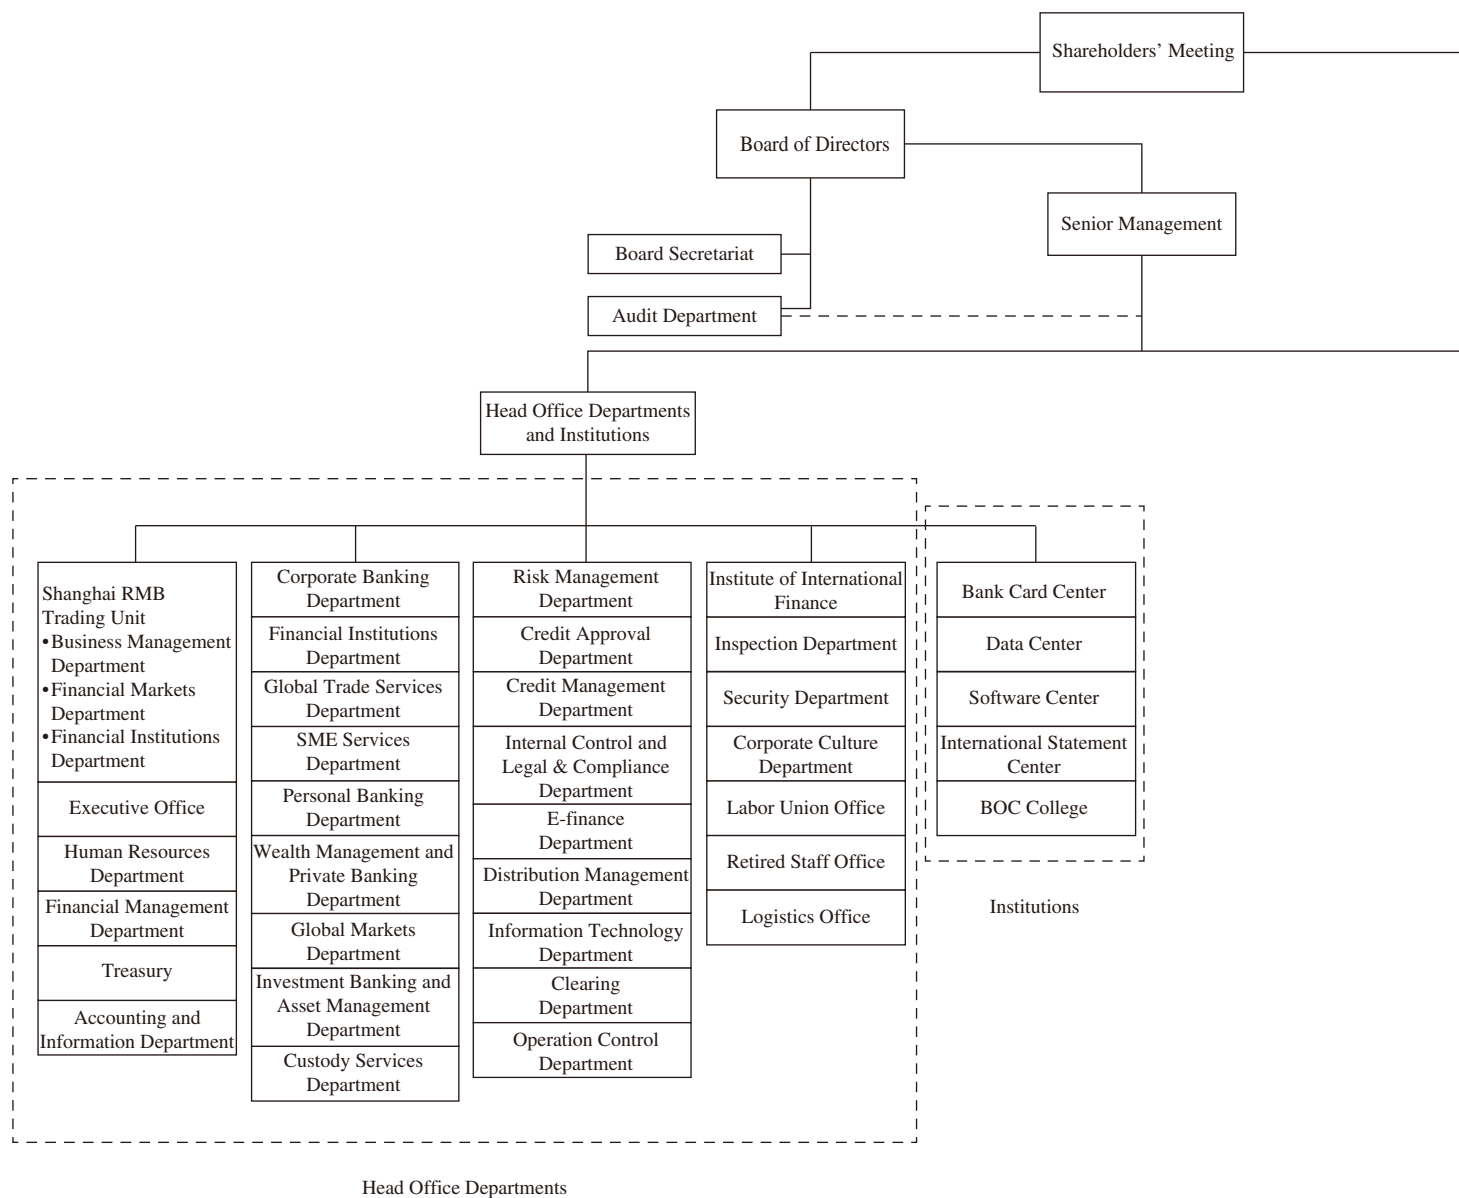 Shareholders’ Meeting
Board of Directors
Senior Management
Board Secretariat
Audit Department
Head Office Departments
and Institutions
Shanghai RMB
Trading Unit
•Business Management
Department
•Financial Markets
Department
•Financial Institutions
Department
Executive Office
Human Resources
Department
Financial Management
Department
Treasury
Accounting and
Information Department
Corporate Banking
Department
Financial Institutions
Department
Global Trade Services
Department
SME Services
Department
Personal Banking
Department
Wealth Management and
Private Banking
Department
Global Markets
Department
Investment Banking and
Asset Management
Department
Custody Services
Department
Risk Management
Department
Credit Approval
Department
Credit Management
Department
Internal Control and
Legal & Compliance
Department
E-finance
Department
Distribution Management
Department
Information Technology
Department
Clearing
Department
Operation Control
Department
Institute of International
Finance
Inspection Department
Security Department
Corporate Culture
Department
Labor Union Office
Retired Staff Office
Logistics Office
Bank Card Center
Data Center
Software Center
International Statement
Center
BOC College
Institutions
Head Office Departments